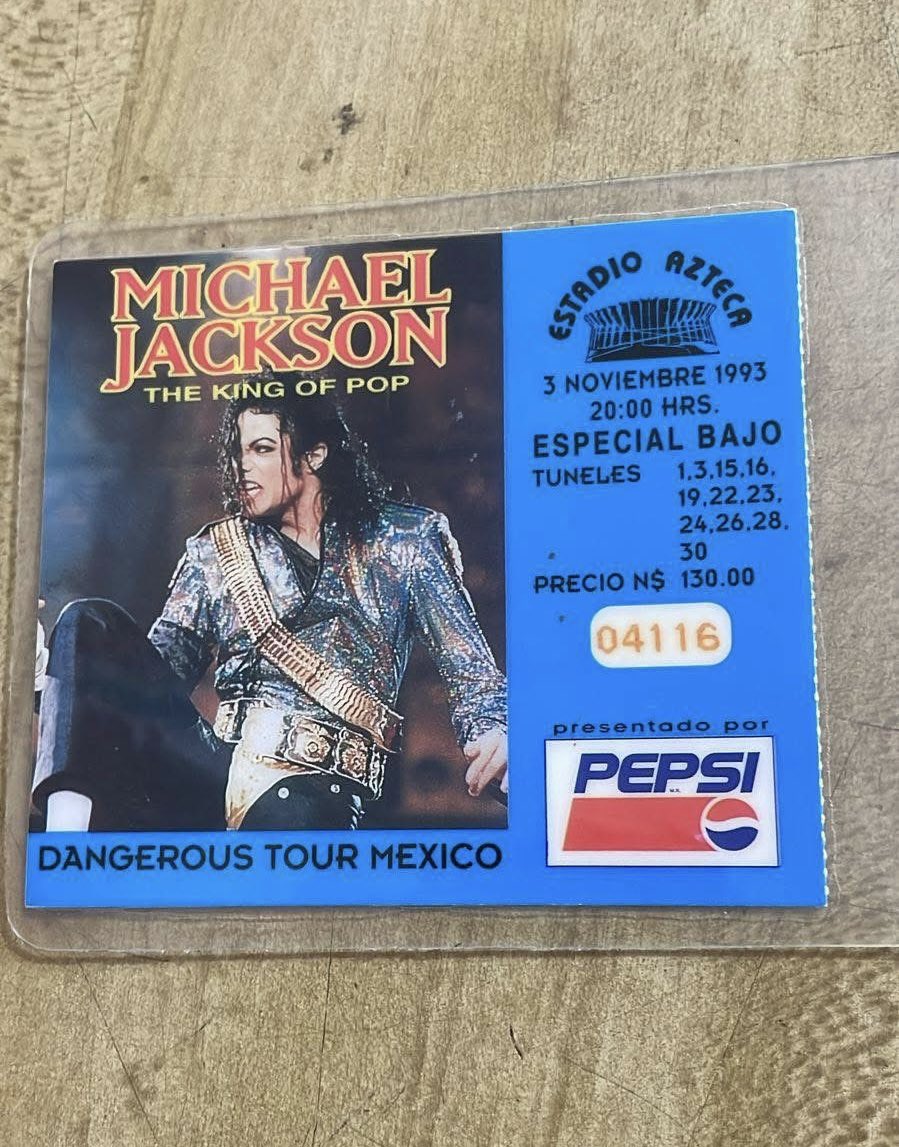 MICHAEL
JACKSON
THE KING OF POP
DANGEROUS TOUR MEXICO
ESTADIO AZTECA
3 NOVIEMBRE 1993
20:00 HRS.
ESPECIAL BAJO
TUNELES 1,3,15,16,
19,22,23,
24,26,28,
30
PRECIO N$ 130.00
04116
presentado por
PEPSI